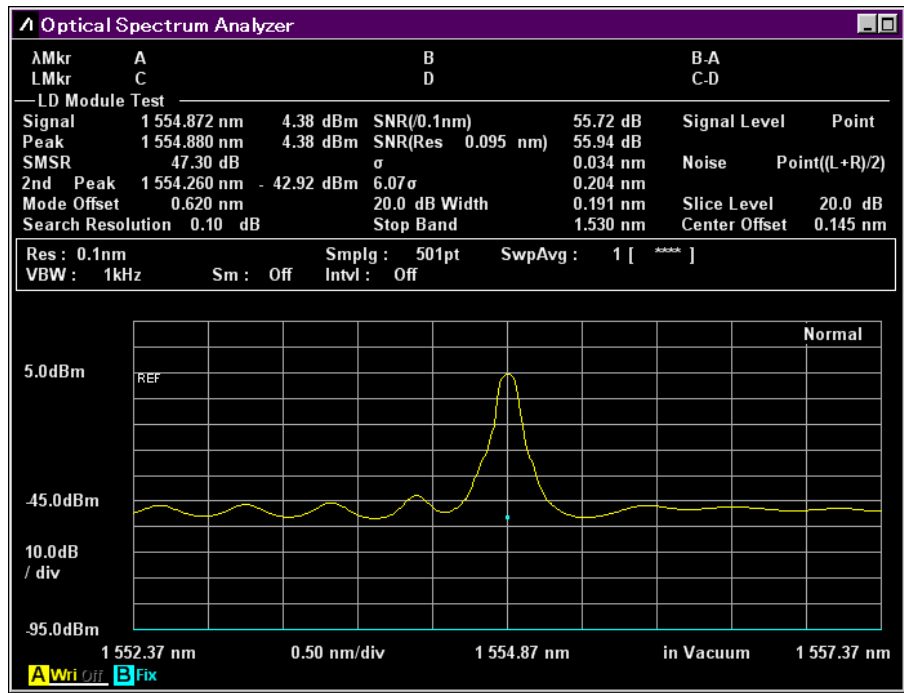 Optical Spectrum Analyzer
λMkr A B B-A
LMkr C D C-D
LD Module Test
Signal 1 554.872 nm 4.38 dBm SNR(/0.1nm) 55.72 dB Signal Level Point
Peak 1 554.880 nm 4.38 dBm SNR(Res 0.095 nm) 55.94 dB
SMSR 47.30 dB σ 0.034 nm Noise Point((L+R)/2)
2nd Peak 1 554.260 nm - 42.92 dBm 6.07σ 0.204 nm
Mode Offset 0.620 nm 20.0 dB Width 0.191 nm Slice Level 20.0 dB
Search Resolution 0.10 dB Stop Band 1.530 nm Center Offset 0.145 nm
Res : 0.1nm Smplg : 501pt SwpAvg : 1 [ **** ]
VBW : 1kHz Sm : Off Intvl : Off
Normal
5.0dBm
REF
-45.0dBm
10.0dB
/ div
-95.0dBm
1 552.37 nm 0.50 nm/div 1 554.87 nm in Vacuum 1 557.37 nm
A Wri Off B Fix